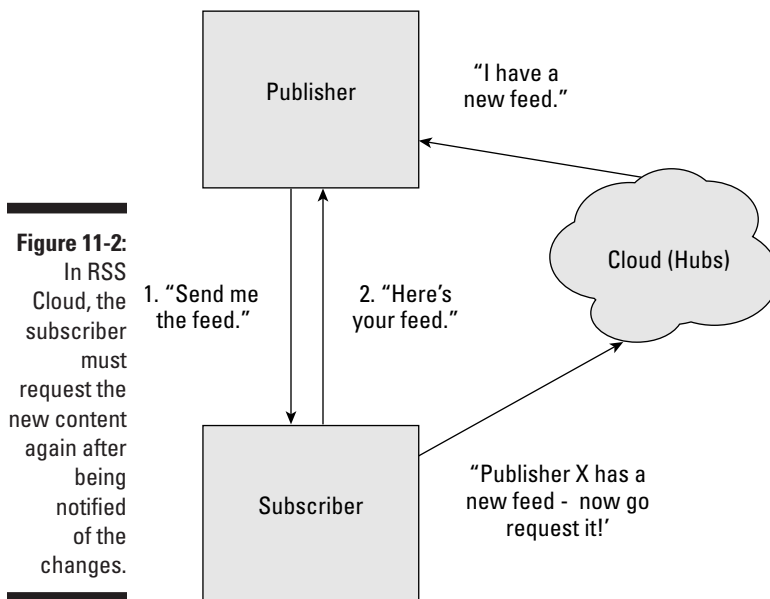 Publisher
“I have a
new feed.”
Figure 11-2:
In RSS
Cloud, the
subscriber
must
request the
new content
again after
being
notified
of the
changes.
1. “Send me
the feed.”
2. “Here’s
your feed.”
Cloud (Hubs)
Subscriber
“Publisher X has a
new feed - now go
request it!’